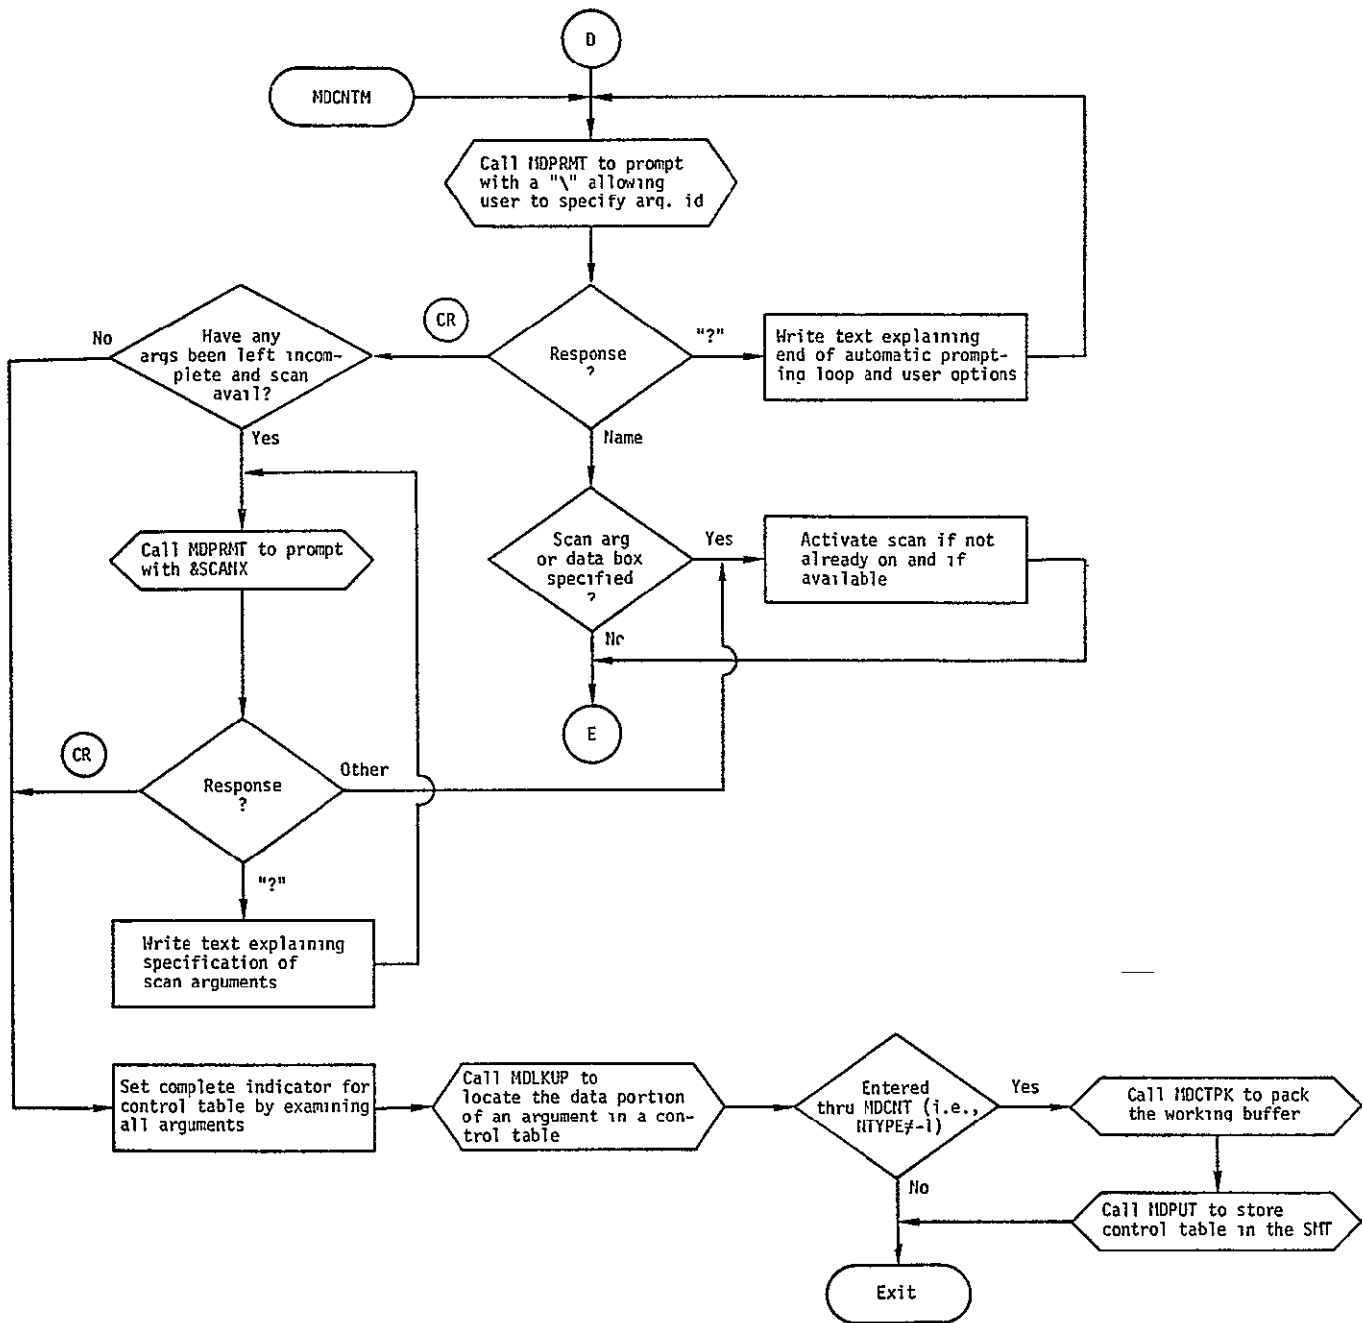 D
MDCNTM
Call MDPRMT to prompt
with a "\" allowing
user to specify arg. id
No
Have any
args been left incom-
plete and scan
avail?
CR
Response
?
"?"
Write text explaining
end of automatic prompt-
ing loop and user options
Yes
Name
Call MDPRMT to prompt
with &SCANX
Scan arg
or data box
specified
?
Yes
Activate scan if not
already on and if
available
No
E
CR
Response
?
Other
"?"
Write text explaining
specification of
scan arguments
Set complete indicator for
control table by examining
all arguments
Call MDLKUP to
locate the data portion
of an argument in a con-
trol table
Entered
thru MDCNT (i.e.,
NTYPE≠-1)
Yes
Call MDCTPK to pack
the working buffer
No
Call MDPUT to store
control table in the SMT
Exit